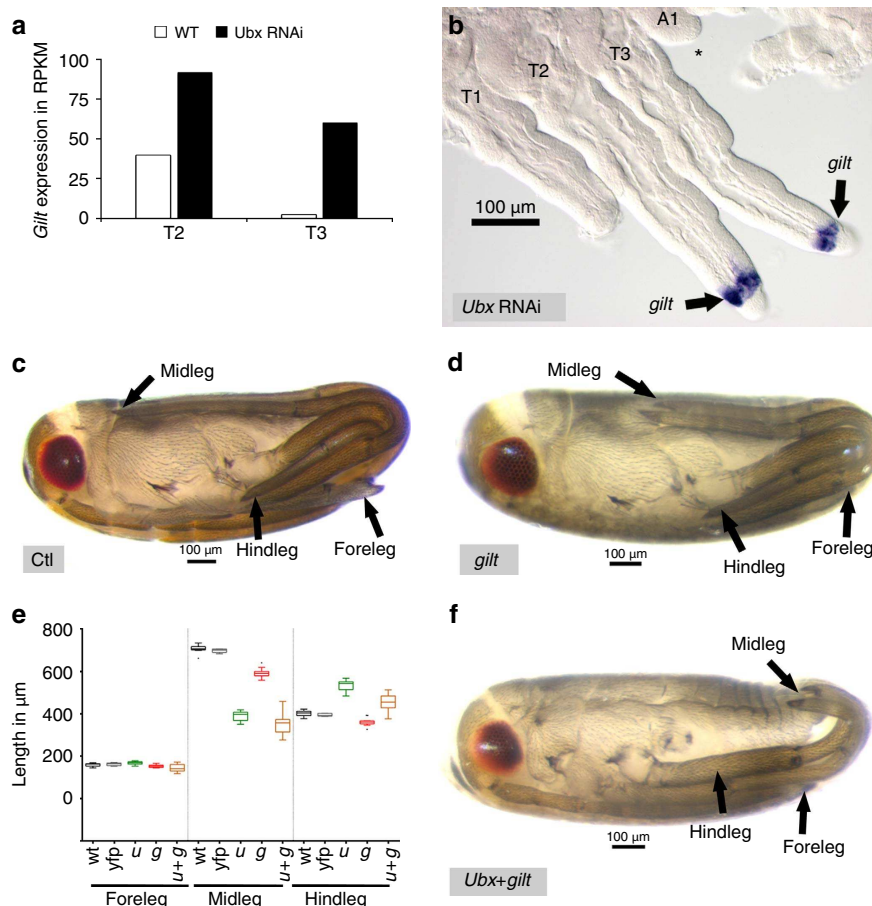 a
WT Ubx RNAi
Gilt expression in RPKM
100
75
50
25
0
T2 T3
b
A1
*
T3
T2
T1
gilt
100 µm
gilt
Ubx RNAi
c
Midleg
Ctl
100 µm
Hindleg
Foreleg
d
Midleg
gilt
100 µm
Hindleg
Foreleg
e
Length in µm
800
600
400
200
0
wt yfp u g u+g wt yfp u g u+g wt yfp u g u+g
Foreleg Midleg Hindleg
f
Midleg
100 µm
Hindleg
Foreleg
Ubx+gilt